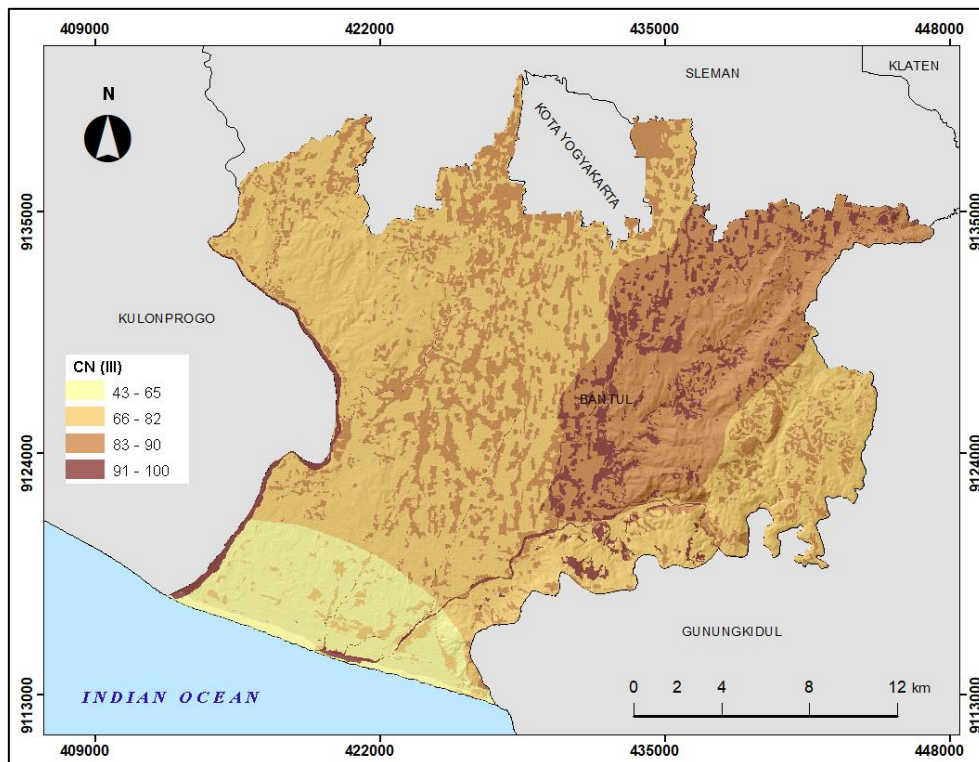 409000 422000 435000 448000
KLATEN
SLEMAN
N
KOTA YOGYAKARTA
9135000 9135000
KULONPROGO
CN (III)
43 - 65
66 - 82
83 - 90
91 - 100
BANTUL
9124000 9124000
GUNUNGKIDUL
INDIAN OCEAN
0 2 4 8 12 km
9113000 9113000
409000 422000 435000 448000